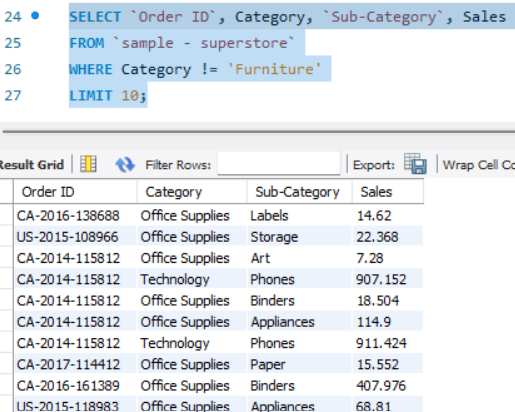 24 SELECT `Order ID`, Category, `Sub-Category`, Sales
25 FROM `sample - superstore`
26 WHERE Category != 'Furniture'
27 LIMIT 10;
Result Grid Filter Rows: Export: Wrap Cell Co
Order ID Category Sub-Category Sales
CA-2016-138688 Office Supplies Labels 14.62
US-2015-108966 Office Supplies Storage 22.368
CA-2014-115812 Office Supplies Art 7.28
CA-2014-115812 Technology Phones 907.152
CA-2014-115812 Office Supplies Binders 18.504
CA-2014-115812 Office Supplies Appliances 114.9
CA-2014-115812 Technology Phones 911.424
CA-2017-114412 Office Supplies Paper 15.552
CA-2016-161389 Office Supplies Binders 407.976
US-2015-118983 Office Supplies Appliances 68.81